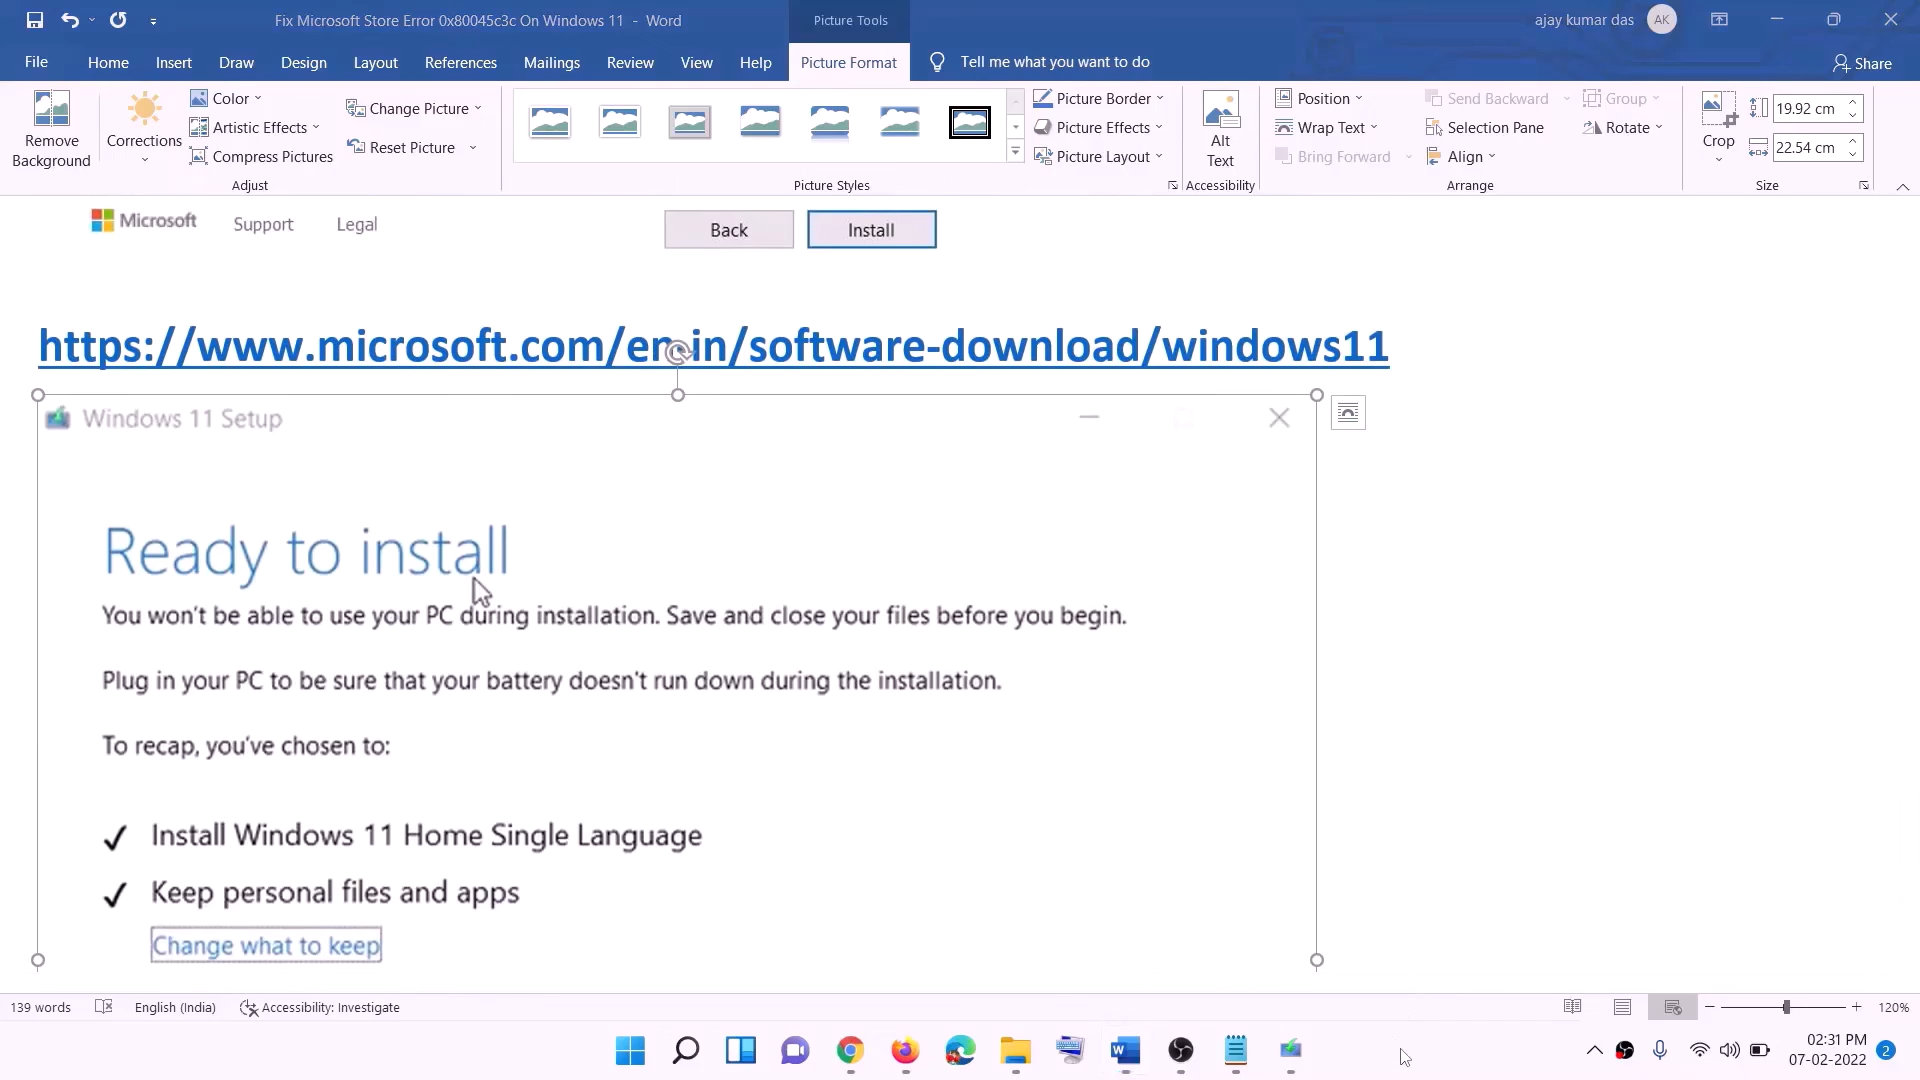 Fix Microsoft Store Error 0x80045c3c On Windows 11 - Word
Picture Tools
ajay kumar das
AK
File
Home
Insert
Draw
Design
Layout
References
Mailings
Review
View
Help
Picture Format
Tell me what you want to do
Share
Remove Background
Corrections
Color
Artistic Effects
Compress Pictures
Change Picture
Reset Picture
Adjust
Picture Styles
Picture Border
Picture Effects
Picture Layout
Alt Text
Accessibility
Position
Wrap Text
Bring Forward
Send Backward
Selection Pane
Align
Group
Rotate
Arrange
Crop
19.92 cm
22.54 cm
Size
Microsoft
Support
Legal
Back
Install
https://www.microsoft.com/en-in/software-download/windows11
Windows 11 Setup
Ready to install
You won't be able to use your PC during installation. Save and close your files before you begin.
Plug in your PC to be sure that your battery doesn't run down during the installation.
To recap, you've chosen to:
Install Windows 11 Home Single Language
Keep personal files and apps
Change what to keep
139 words
English (India)
Accessibility: Investigate
120%
02:31 PM
07-02-2022
2